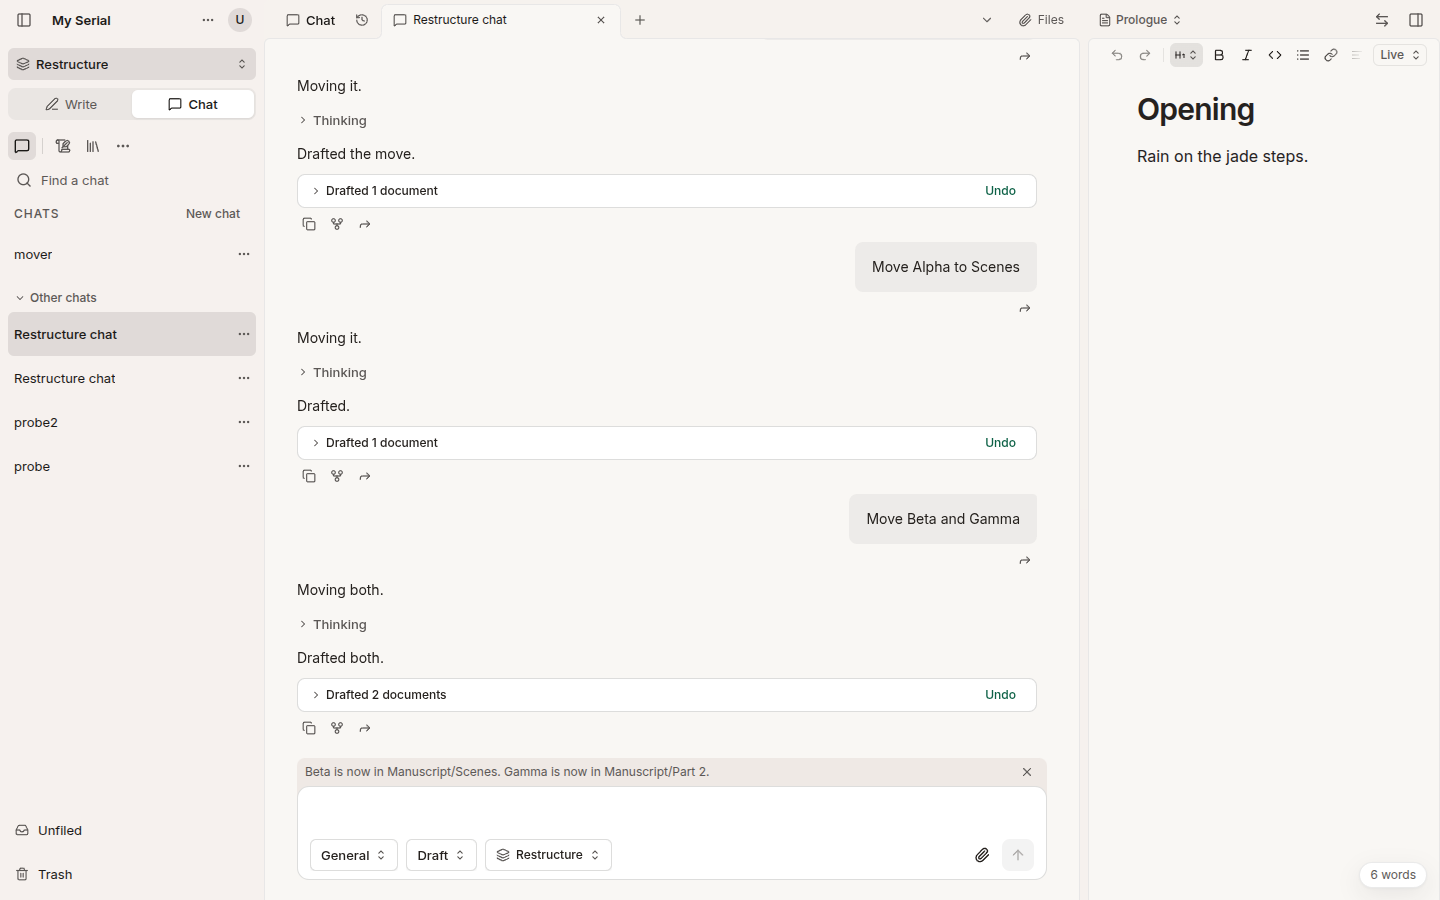 My Serial
U
Restructure
Write
Chat
Find a chat
CHATS
New chat
mover
Other chats
Restructure chat
Restructure chat
probe2
probe
Unfiled
Trash
Chat
Restructure chat
Files
Moving it.
Thinking
Drafted the move.
Drafted 1 document
Undo
Move Alpha to Scenes
Moving it.
Thinking
Drafted.
Drafted 1 document
Undo
Move Beta and Gamma
Moving both.
Thinking
Drafted both.
Drafted 2 documents
Undo
Beta is now in Manuscript/Scenes. Gamma is now in Manuscript/Part 2.
General
Draft
Restructure
Prologue
H1
B
I
Live
Opening
Rain on the jade steps.
6 words